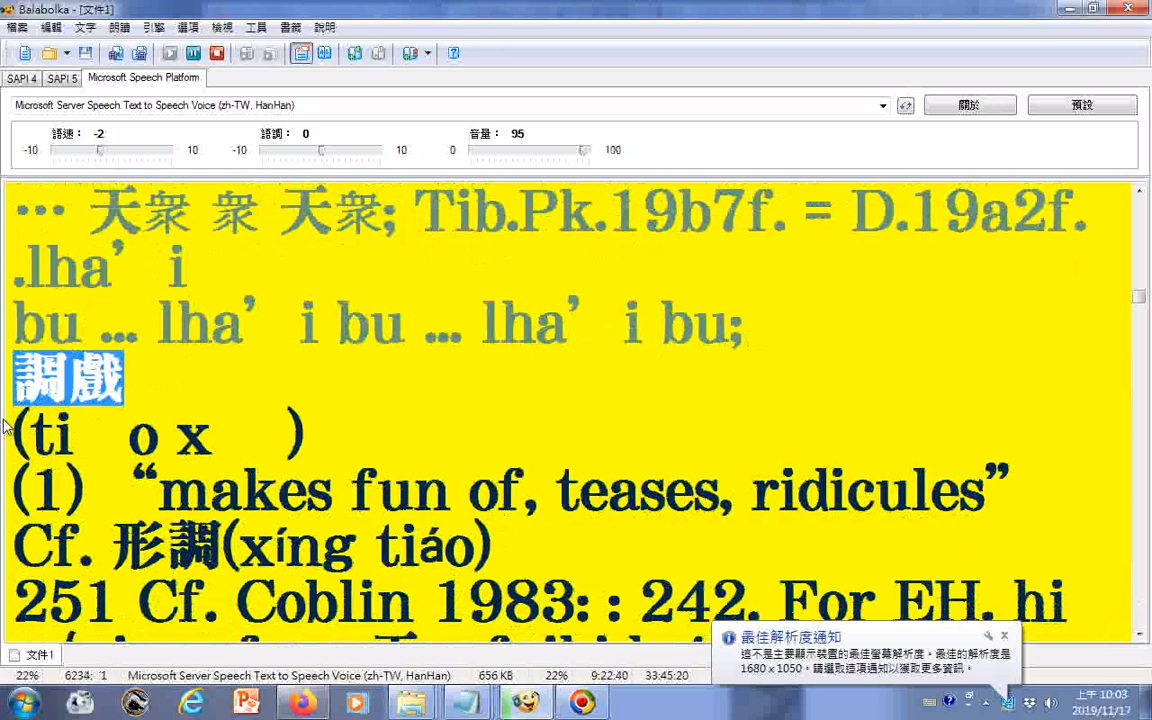 Balabolka - [文件1]
檔案 編輯 文字 朗讀 引擎 選項 檢視 工具 書籤 說明
SAPI 4 SAPI 5 Microsoft Speech Platform
Microsoft Server Speech Text to Speech Voice (zh-TW, HanHan) 關於 預設
語速： -2 語調： 0 音量： 95
-10 10 -10 10 0 100
… 天衆 衆 天衆; Tib.Pk.19b7f. = D.19a2f.
.lha’ i
bu … lha’ i bu … lha’ i bu;
調戲
(ti o x )
(1) “makes fun of, teases, ridicules”
Cf. 形調(xíng tiáo)
251 Cf. Coblin 1983: : 242. For EH. hi
最佳解析度通知
這不是主要顯示裝置的最佳螢幕解析度。最佳的解析度是
1680 x 1050。請選取這項通知以獲取更多資訊。
文件1
22% 6234: 1 Microsoft Server Speech Text to Speech Voice (zh-TW, HanHan) 656 KB 22% 9:22:40 33:45:20
上午 10:03
2019/11/17